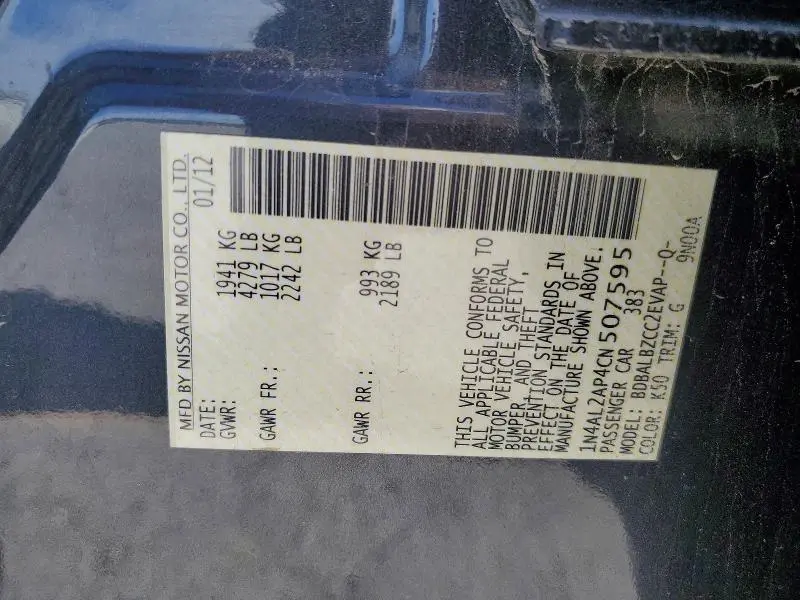 MFD BY NISSAN MOTOR CO., LTD.
DATE: 01/12
GVWR: 1941 KG
4279 LB
GAWR FR.: 1017 KG
2242 LB
GAWR RR.: 993 KG
2189 LB
THIS VEHICLE CONFORMS TO
ALL APPLICABLE FEDERAL
MOTOR VEHICLE SAFETY,
BUMPER, AND THEFT
PREVENTION STANDARDS IN
EFFECT ON THE DATE OF
MANUFACTURE SHOWN ABOVE.
1N4AL2AP4CN507595
PASSENGER CAR 383
MODEL: BDBALBZCC2EVAP--Q-
COLOR: K50 TRIM: G 9N00A